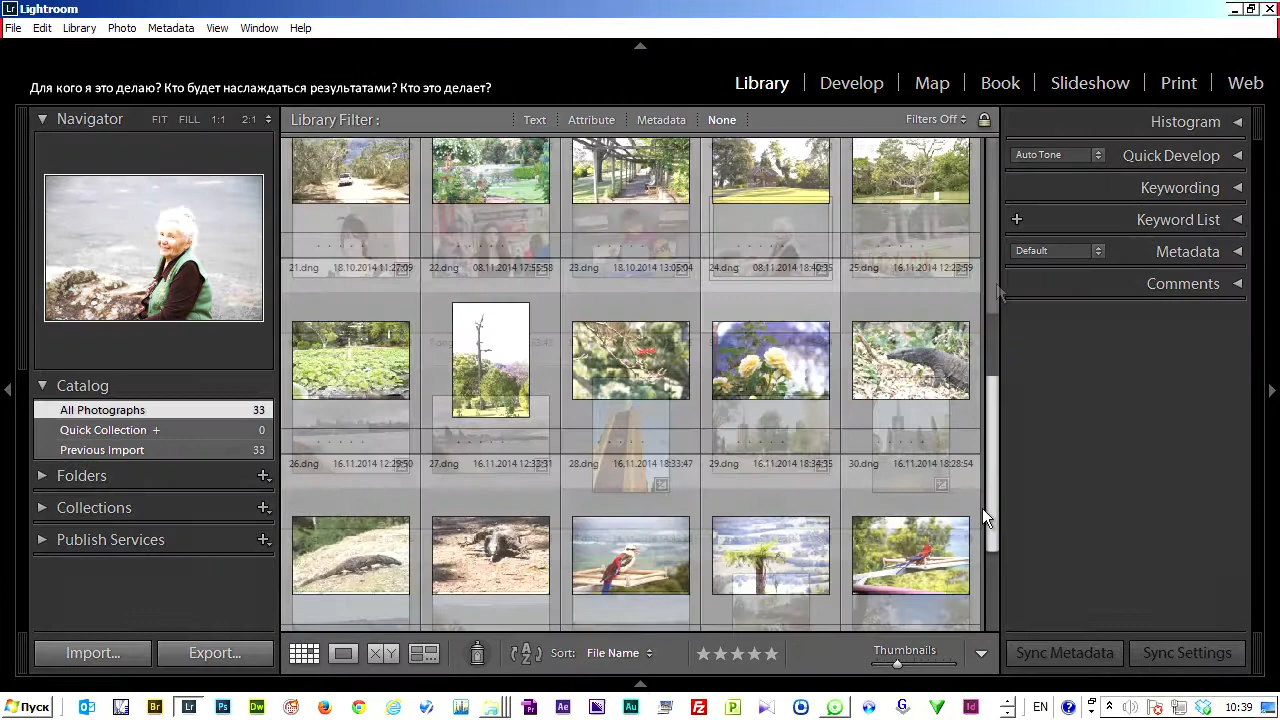 Lightroom
File Edit Library Photo Metadata View Window Help
Для кого я это делаю? Кто будет наслаждаться результатами? Кто это делает?
Library Develop Map Book Slideshow Print Web
Navigator FIT FILL 1:1 2:1
Library Filter : Text Attribute Metadata None Filters Off
Histogram
Auto Tone Quick Develop
Keywording
Keyword List
Default Metadata
Comments
21.dng 18.10.2014 11:27:09 22.dng 08.11.2014 17:55:58 23.dng 18.10.2014 13:05:04 24.dng 08.11.2014 18:40:35 25.dng 16.11.2014 12:22:59
Catalog
All Photographs 33
Quick Collection + 0
Previous Import 33
26.dng 16.11.2014 12:29:50 27.dng 16.11.2014 12:33:31 28.dng 16.11.2014 18:33:47 29.dng 16.11.2014 18:34:35 30.dng 16.11.2014 18:28:54
Folders
Collections
Publish Services
Import... Export... Sort: File Name Thumbnails Sync Metadata Sync Settings
Пуск EN 10:39